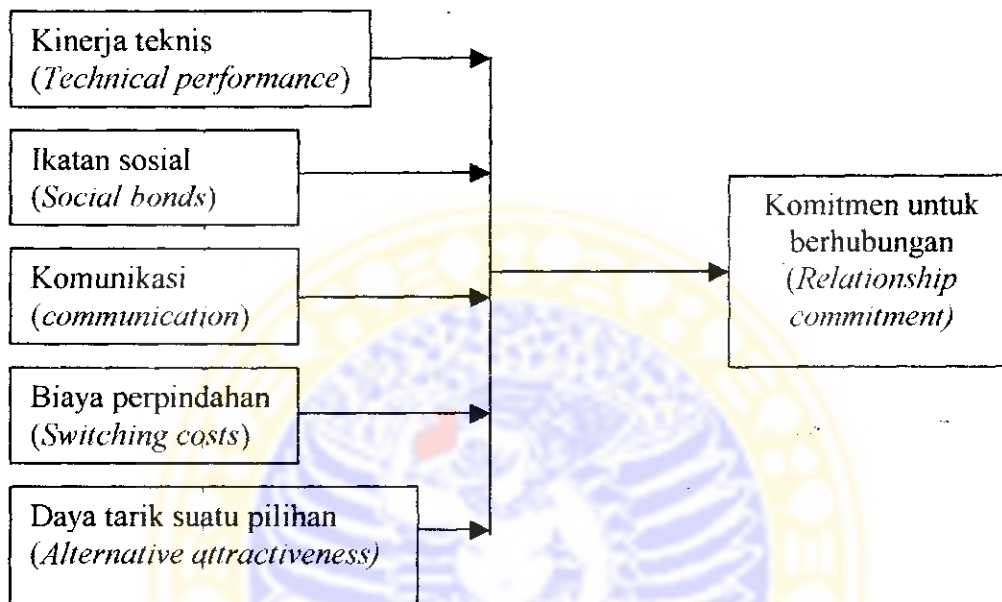 Kinerja teknis
(Technical performance)
Ikatan sosial
(Social bonds)
Komunikasi
(communication)
Biaya perpindahan
(Switching costs)
Daya tarik suatu pilihan
(Alternative attractiveness)
Komitmen untuk
berhubungan
(Relationship
commitment)